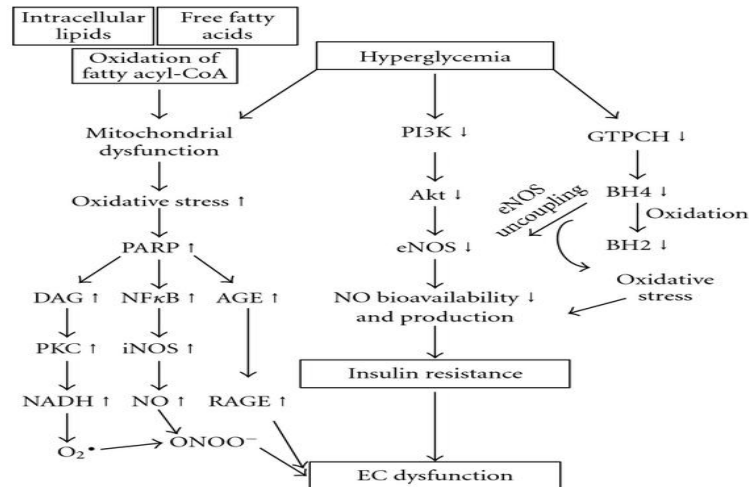 Intracellular lipids
Free fatty acids
Oxidation of fatty acyl-CoA
Hyperglycemia
Mitochondrial dysfunction
PI3K ↓
GTPCH ↓
Oxidative stress ↑
Akt ↓
eNOS uncoupling
BH4 ↓
Oxidation
PARP ↑
eNOS ↓
BH2 ↓
DAG ↑
NFκB ↑
AGE ↑
NO bioavailability ↓ and production
Oxidative stress
PKC ↑
iNOS ↑
Insulin resistance
NADH ↑
NO ↑
RAGE ↑
O₂•
ONOO⁻
EC dysfunction